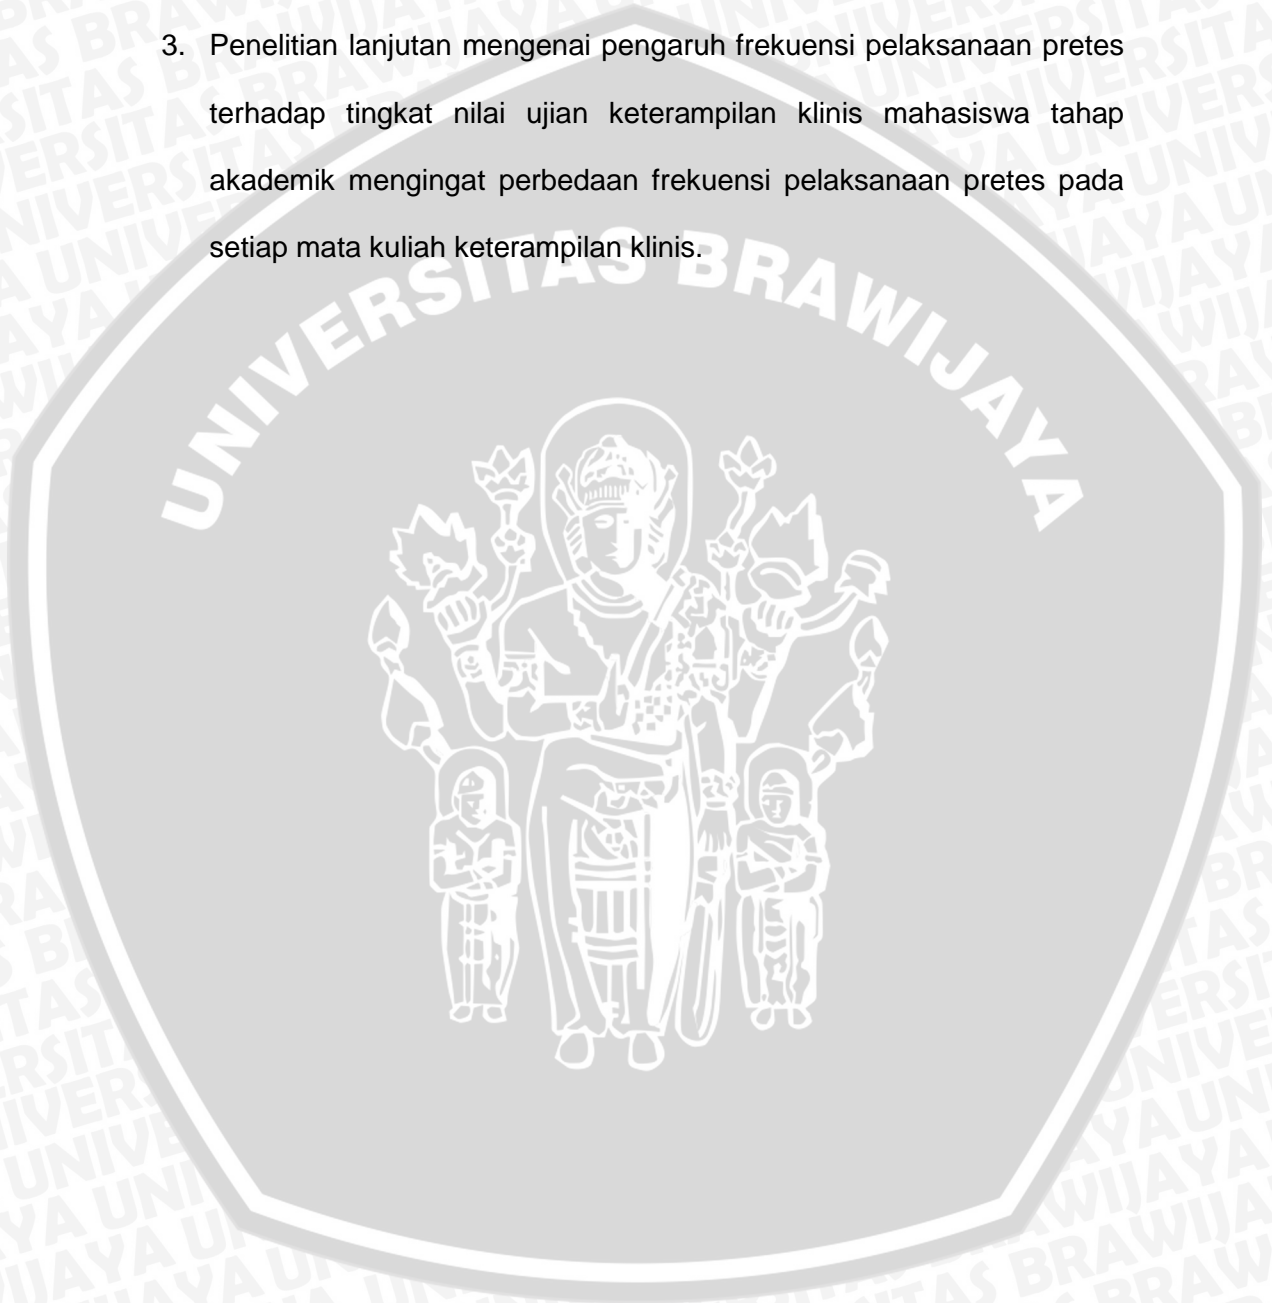 3. Penelitian lanjutan mengenai pengaruh frekuensi pelaksanaan pretes
terhadap tingkat nilai ujian keterampilan klinis mahasiswa tahap
akademik mengingat perbedaan frekuensi pelaksanaan pretes pada
setiap mata kuliah keterampilan klinis.
UNIVERSITAS BRAWIJAYA